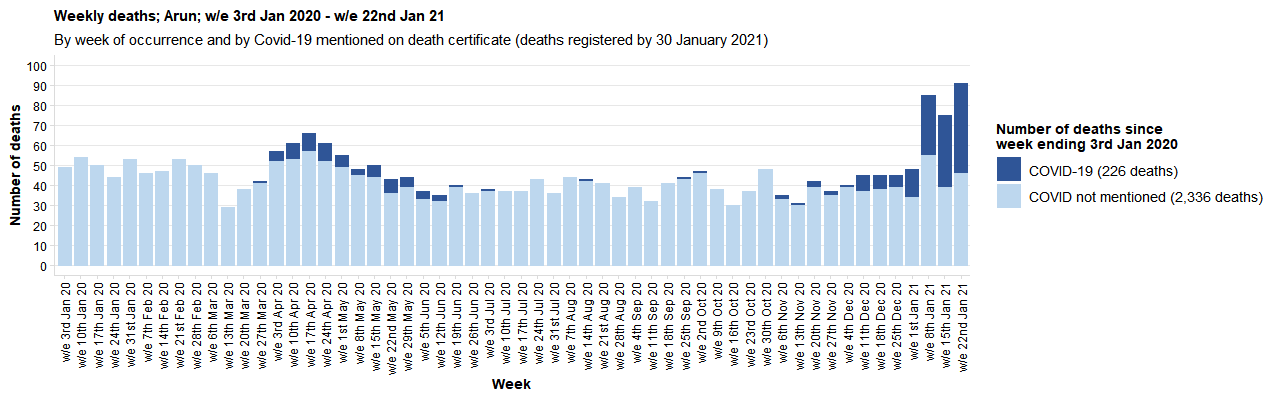 Weekly deaths; Arun; w/e 3rd Jan 2020 - w/e 22nd Jan 21
By week of occurrence and by Covid-19 mentioned on death certificate (deaths registered by 30 January 2021)
Number of deaths
100
90
80
70
60
50
40
30
20
10
0
w/e 3rd Jan 20
w/e 10th Jan 20
w/e 17th Jan 20
w/e 24th Jan 20
w/e 31st Jan 20
w/e 7th Feb 20
w/e 14th Feb 20
w/e 21st Feb 20
w/e 28th Feb 20
w/e 6th Mar 20
w/e 13th Mar 20
w/e 20th Mar 20
w/e 27th Mar 20
w/e 3rd Apr 20
w/e 10th Apr 20
w/e 17th Apr 20
w/e 24th Apr 20
w/e 1st May 20
w/e 8th May 20
w/e 15th May 20
w/e 22nd May 20
w/e 29th May 20
w/e 5th Jun 20
w/e 12th Jun 20
w/e 19th Jun 20
w/e 26th Jun 20
w/e 3rd Jul 20
w/e 10th Jul 20
w/e 17th Jul 20
w/e 24th Jul 20
w/e 31st Jul 20
w/e 7th Aug 20
w/e 14th Aug 20
w/e 21st Aug 20
w/e 28th Aug 20
w/e 4th Sep 20
w/e 11th Sep 20
w/e 18th Sep 20
w/e 25th Sep 20
w/e 2nd Oct 20
w/e 9th Oct 20
w/e 16th Oct 20
w/e 23rd Oct 20
w/e 30th Oct 20
w/e 6th Nov 20
w/e 13th Nov 20
w/e 20th Nov 20
w/e 27th Nov 20
w/e 4th Dec 20
w/e 11th Dec 20
w/e 18th Dec 20
w/e 25th Dec 20
w/e 1st Jan 21
w/e 8th Jan 21
w/e 15th Jan 21
w/e 22nd Jan 21
Week
Number of deaths since
week ending 3rd Jan 2020
COVID-19 (226 deaths)
COVID not mentioned (2,336 deaths)